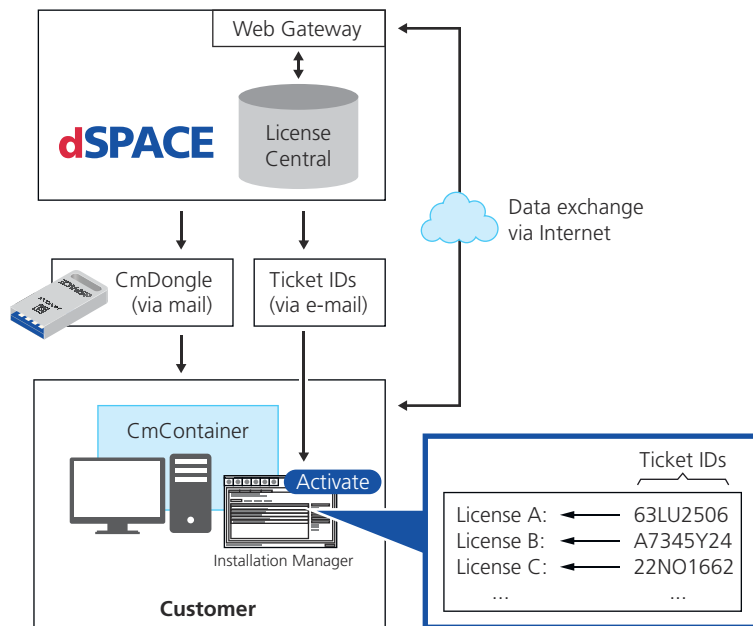 Web Gateway
License
Central
dSPACE
Data exchange
via Internet
CmDongle
(via mail)
Ticket IDs
(via e-mail)
CmContainer
Activate
Installation Manager
Customer
Ticket IDs
License A: 63LU2506
License B: A7345Y24
License C: 22NO1662
... ...